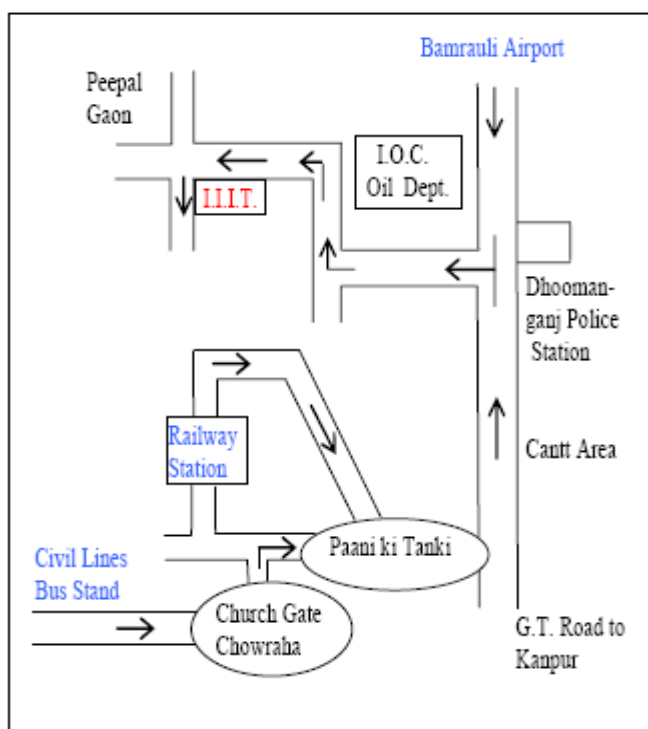 Bamrauli Airport
Peepal
Gaon
I.O.C.
Oil Dept.
I.I.I.T.
Dhooman-
ganj Police
Station
Railway
Station
Cantt Area
Paani ki Tanki
Civil Lines
Bus Stand
Church Gate
Chowraha
G.T. Road to
Kanpur